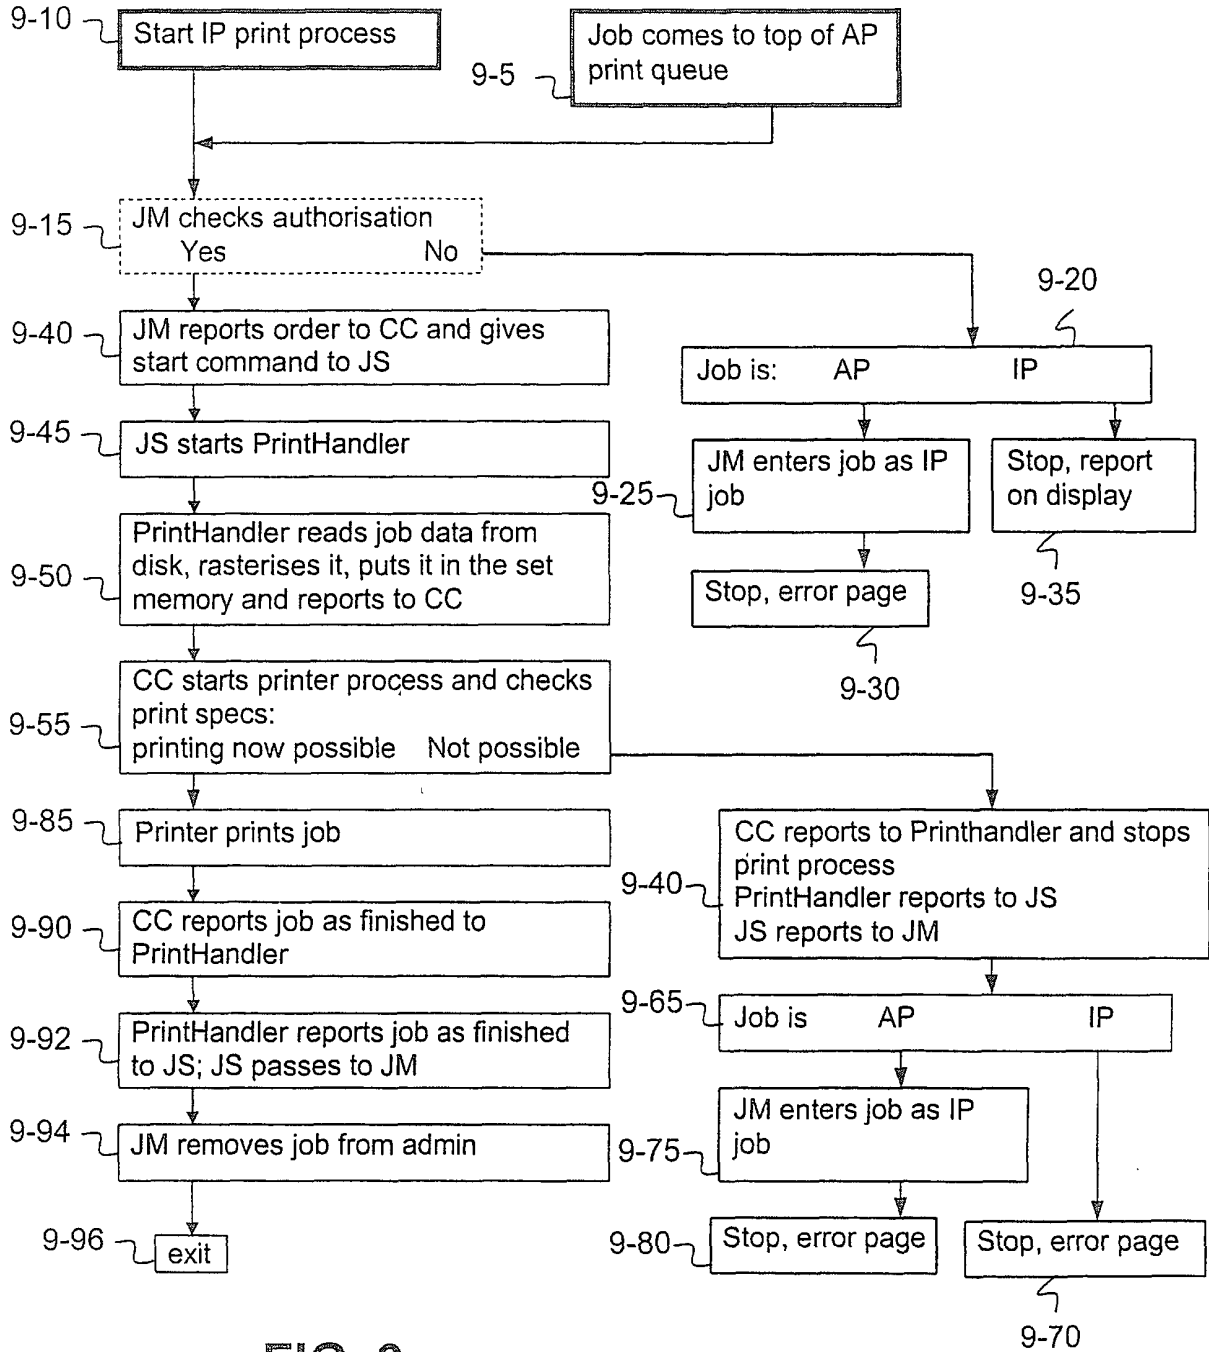 9-10
Start IP print process
Job comes to top of AP
print queue
9-5
9-15
JM checks authorisation
Yes No
9-20
9-40
JM reports order to CC and gives
start command to JS
Job is: AP IP
9-45
JS starts PrintHandler
9-25
JM enters job as IP
job
Stop, report
on display
9-35
9-50
PrintHandler reads job data from
disk, rasterises it, puts it in the set
memory and reports to CC
Stop, error page
9-30
9-55
CC starts printer process and checks
print specs:
printing now possible Not possible
9-85
Printer prints job
9-40
CC reports to Printhandler and stops
print process
PrintHandler reports to JS
JS reports to JM
9-90
CC reports job as finished to
PrintHandler
9-65
Job is AP IP
9-92
PrintHandler reports job as finished
to JS; JS passes to JM
9-75
JM enters job as IP
job
9-94
JM removes job from admin
9-96
exit
9-80
Stop, error page
Stop, error page
9-70